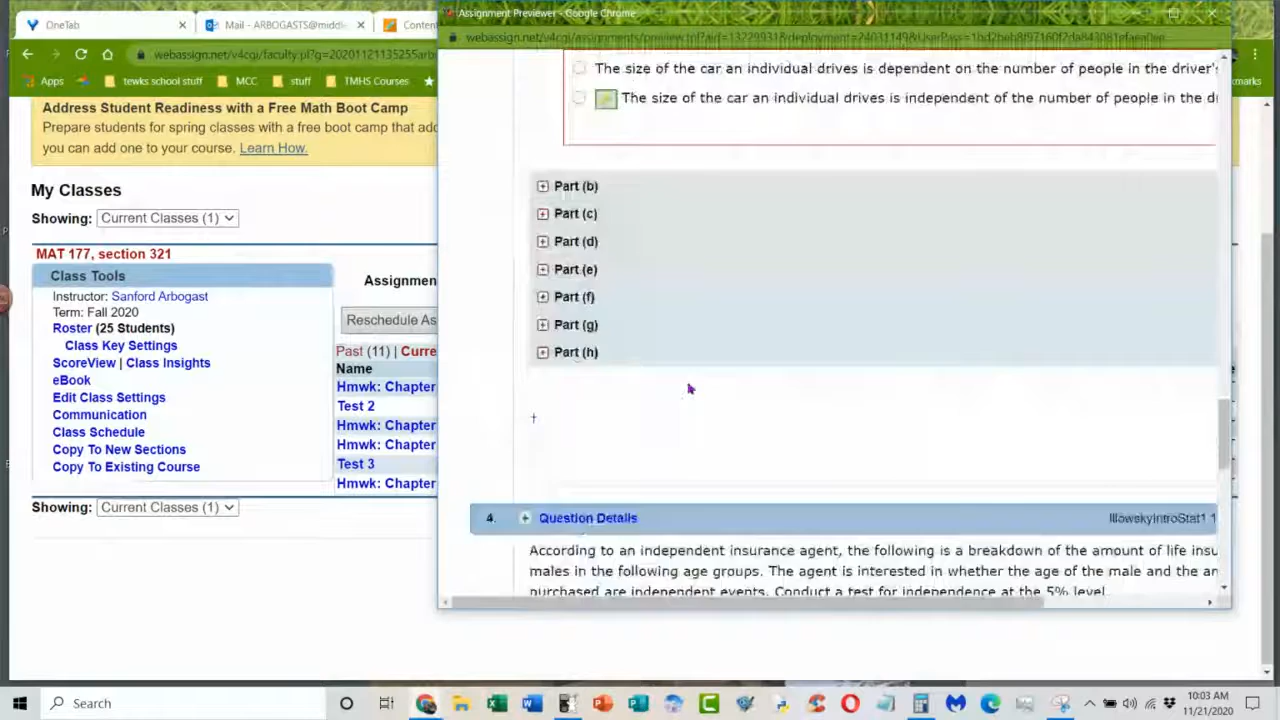 OneTab
Mail - ARBOGASTS@middle
Content
Assignment Previewer - Google Chrome
webassign.net/v4cgi/faculty.pl?g=20201121135255arb
Apps
tewks school stuff
MCC
stuff
TMHS Courses
kmarks
Address Student Readiness with a Free Math Boot Camp
Prepare students for spring classes with a free boot camp that add
you can add one to your course. Learn How.
My Classes
Showing: Current Classes (1)
MAT 177, section 321
Class Tools
Instructor: Sanford Arbogast
Term: Fall 2020
Roster (25 Students)
Class Key Settings
ScoreView | Class Insights
eBook
Edit Class Settings
Communication
Class Schedule
Copy To New Sections
Copy To Existing Course
Showing: Current Classes (1)
Assignmen
Reschedule As
Past (11) | Curre
Name
Hmwk: Chapter
Test 2
Hmwk: Chapter
Hmwk: Chapter
Test 3
Hmwk: Chapter
The size of the car an individual drives is dependent on the number of people in the driver's
The size of the car an individual drives is independent of the number of people in the dr
Part (b)
Part (c)
Part (d)
Part (e)
Part (f)
Part (g)
Part (h)
†
4. Question Details IllowskyIntroStat1 1
According to an independent insurance agent, the following is a breakdown of the amount of life insu
males in the following age groups. The agent is interested in whether the age of the male and the am
purchased are independent events. Conduct a test for independence at the 5% level.
Search
10:03 AM
11/21/2020